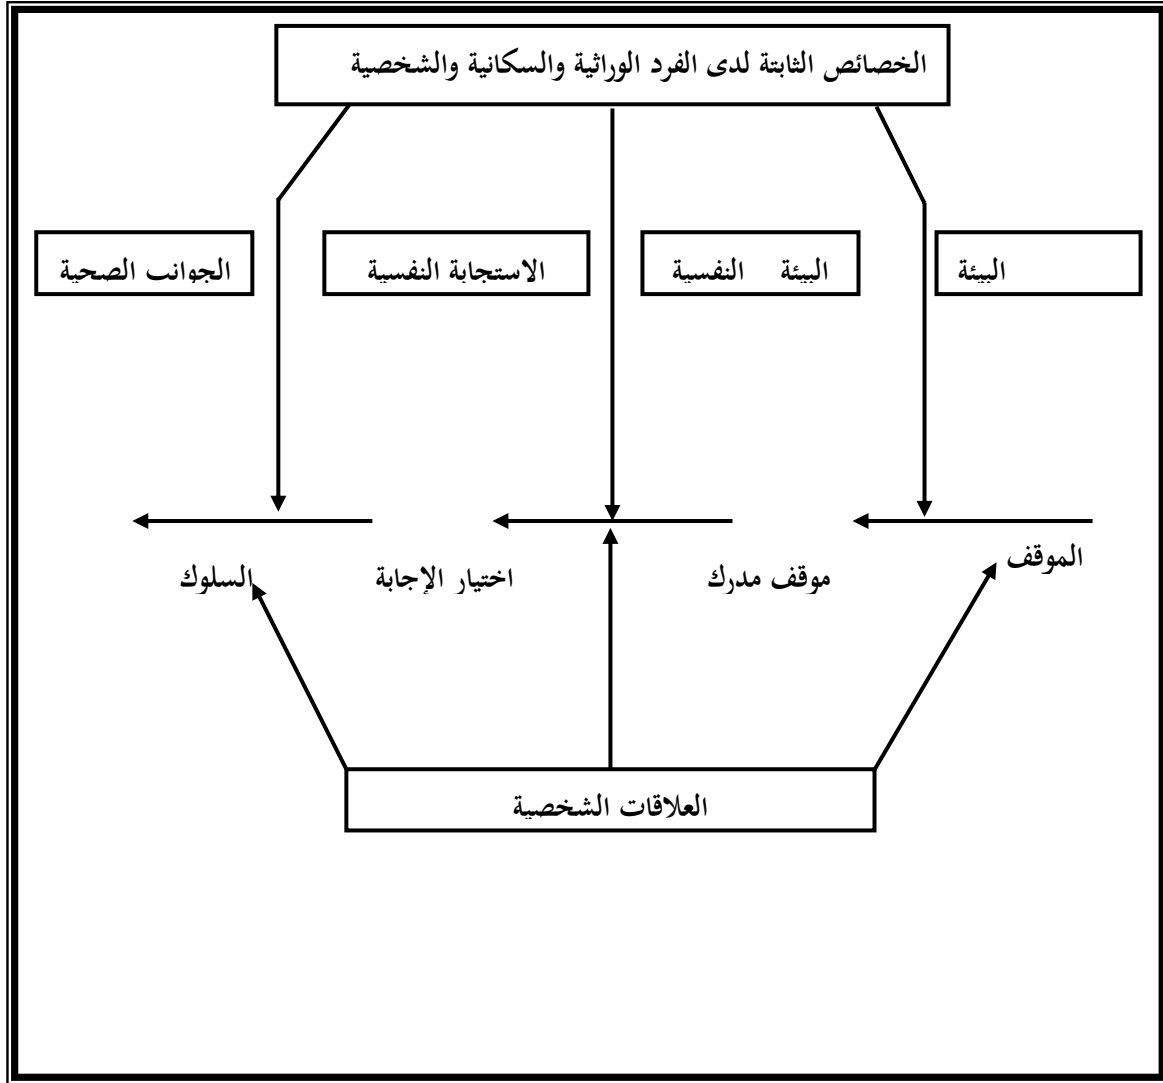 الخصائص الثابتة لدى الفرد الوراثية والسكانية والشخصية
البيئة
البيئة النفسية
الاستجابة النفسية
الجوانب الصحية
الموقف
موقف مدرك
اختيار الإجابة
السلوك
العلاقات الشخصية